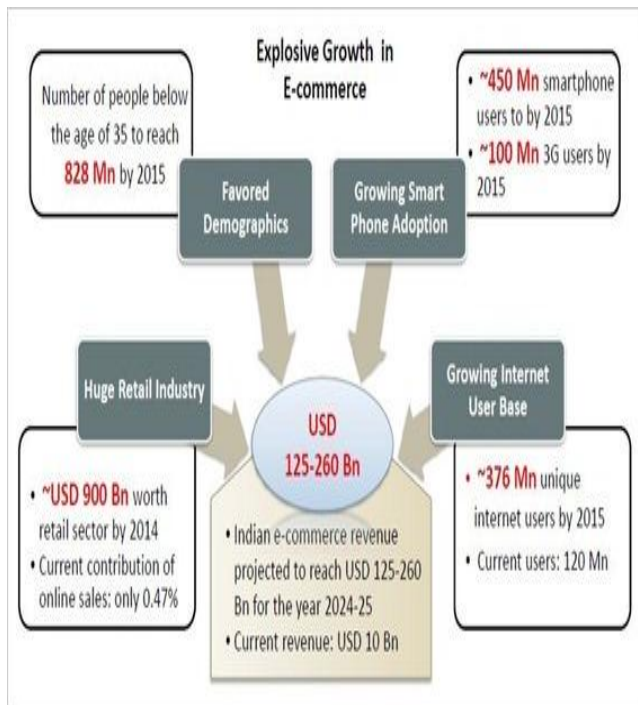 Explosive Growth in
E-commerce
Number of people below
the age of 35 to reach
828 Mn by 2015
Favored
Demographics
Growing Smart
Phone Adoption
• ~450 Mn smartphone
users to by 2015
• ~100 Mn 3G users by
2015
Huge Retail Industry
• ~USD 900 Bn worth
retail sector by 2014
• Current contribution of
online sales: only 0.47%
USD
125-260 Bn
• Indian e-commerce revenue
projected to reach USD 125-260
Bn for the year 2024-25
• Current revenue: USD 10 Bn
Growing Internet
User Base
• ~376 Mn unique
internet users by 2015
• Current users: 120 Mn